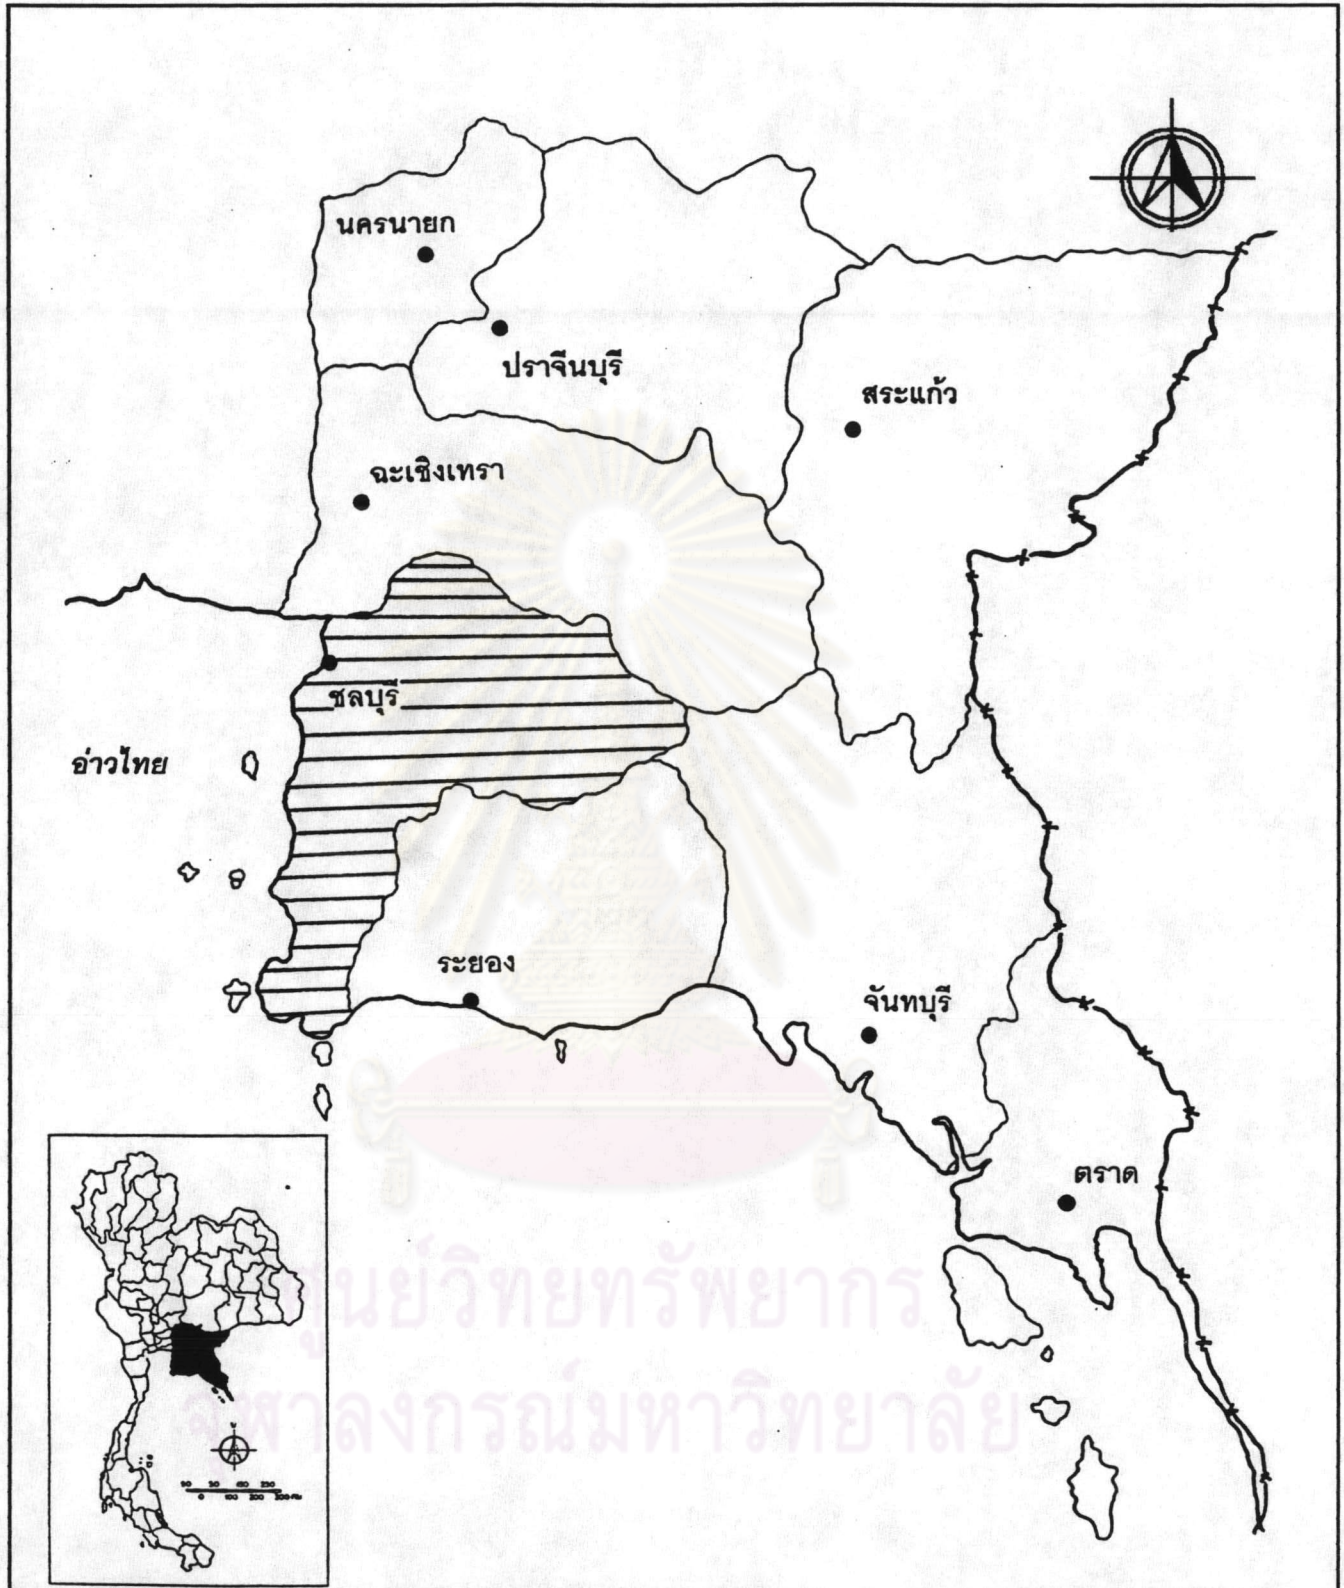 นครนายก
ปราจีนบุรี
สระแก้ว
ฉะเชิงเทรา
ชลบุรี
อ่าวไทย
ระยอง
จันทบุรี
ตราด
ศูนย์วิทยทรัพยากร
จุฬาลงกรณ์มหาวิทยาลัย